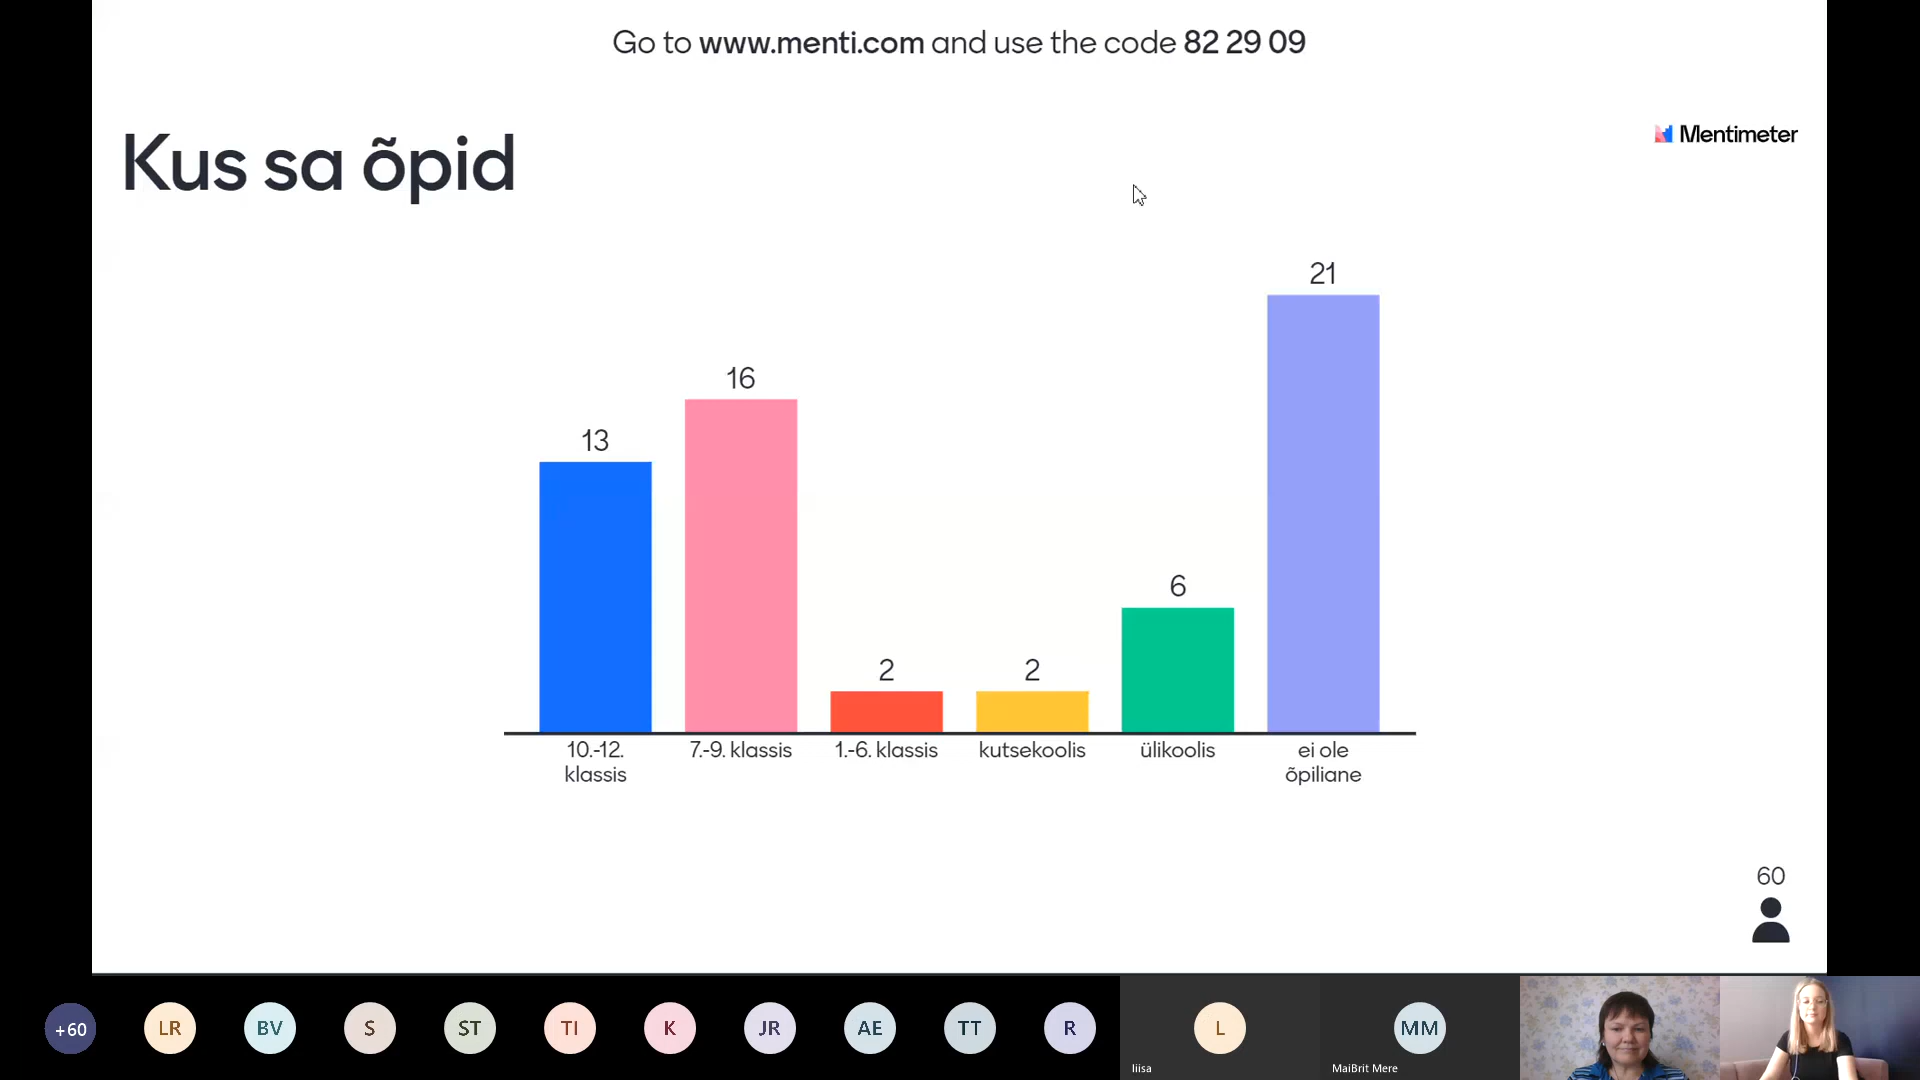 Go to www.menti.com and use the code 82 29 09
Kus sa õpid
Mentimeter
21
16
13
6
2
2
10.-12.
klassis
7.-9. klassis
1.-6. klassis
kutsekoolis
ülikoolis
ei ole
õpiliane
60
+60
LR
BV
S
ST
TI
K
JR
AE
TT
R
L
MM
liisa
MaiBrit Mere